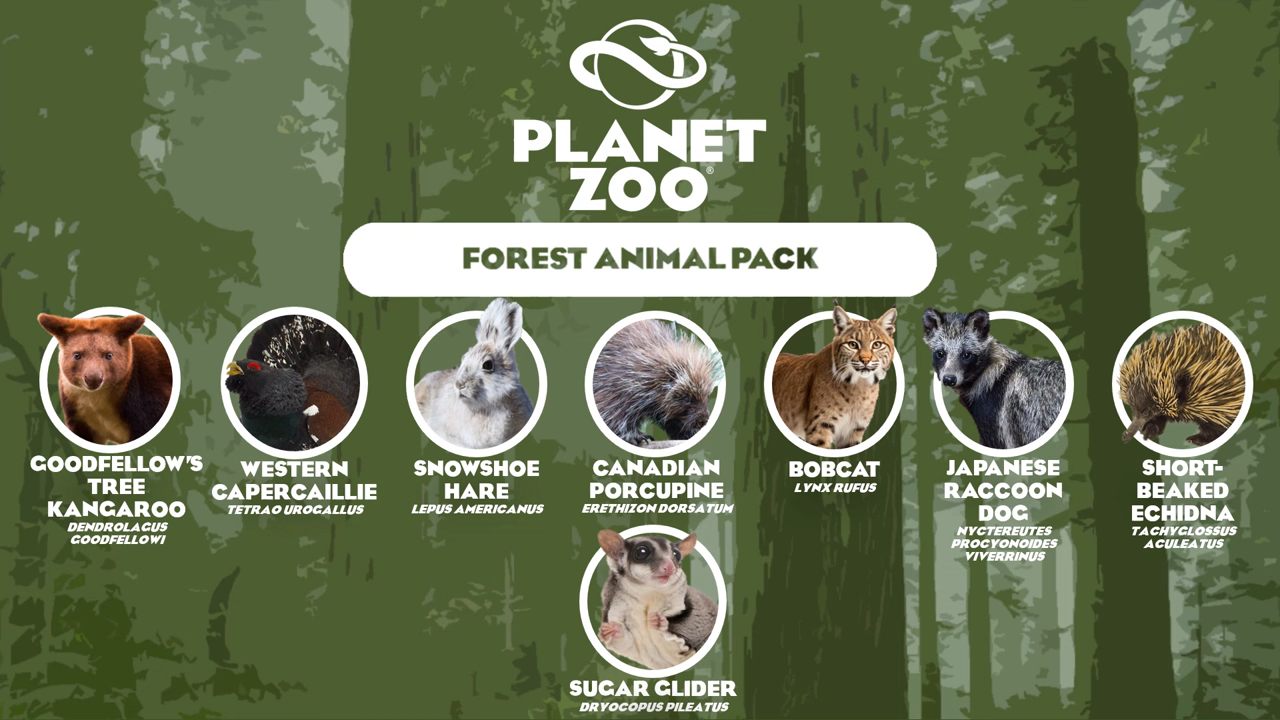 PLANET
ZOO®
FOREST ANIMAL PACK
GOODFELLOW'S
TREE
KANGAROO
DENDROLAGUS
GOODFELLOWI
WESTERN
CAPERCAILLIE
TETRAO UROGALLUS
SNOWSHOE
HARE
LEPUS AMERICANUS
CANADIAN
PORCUPINE
ERETHIZON DORSATUM
BOBCAT
LYNX RUFUS
JAPANESE
RACCOON
DOG
NYCTEREUTES
PROCYONOIDES
VIVERRINUS
SHORT-
BEAKED
ECHIDNA
TACHYGLOSSUS
ACULEATUS
SUGAR GLIDER
DRYOCOPUS PILEATUS